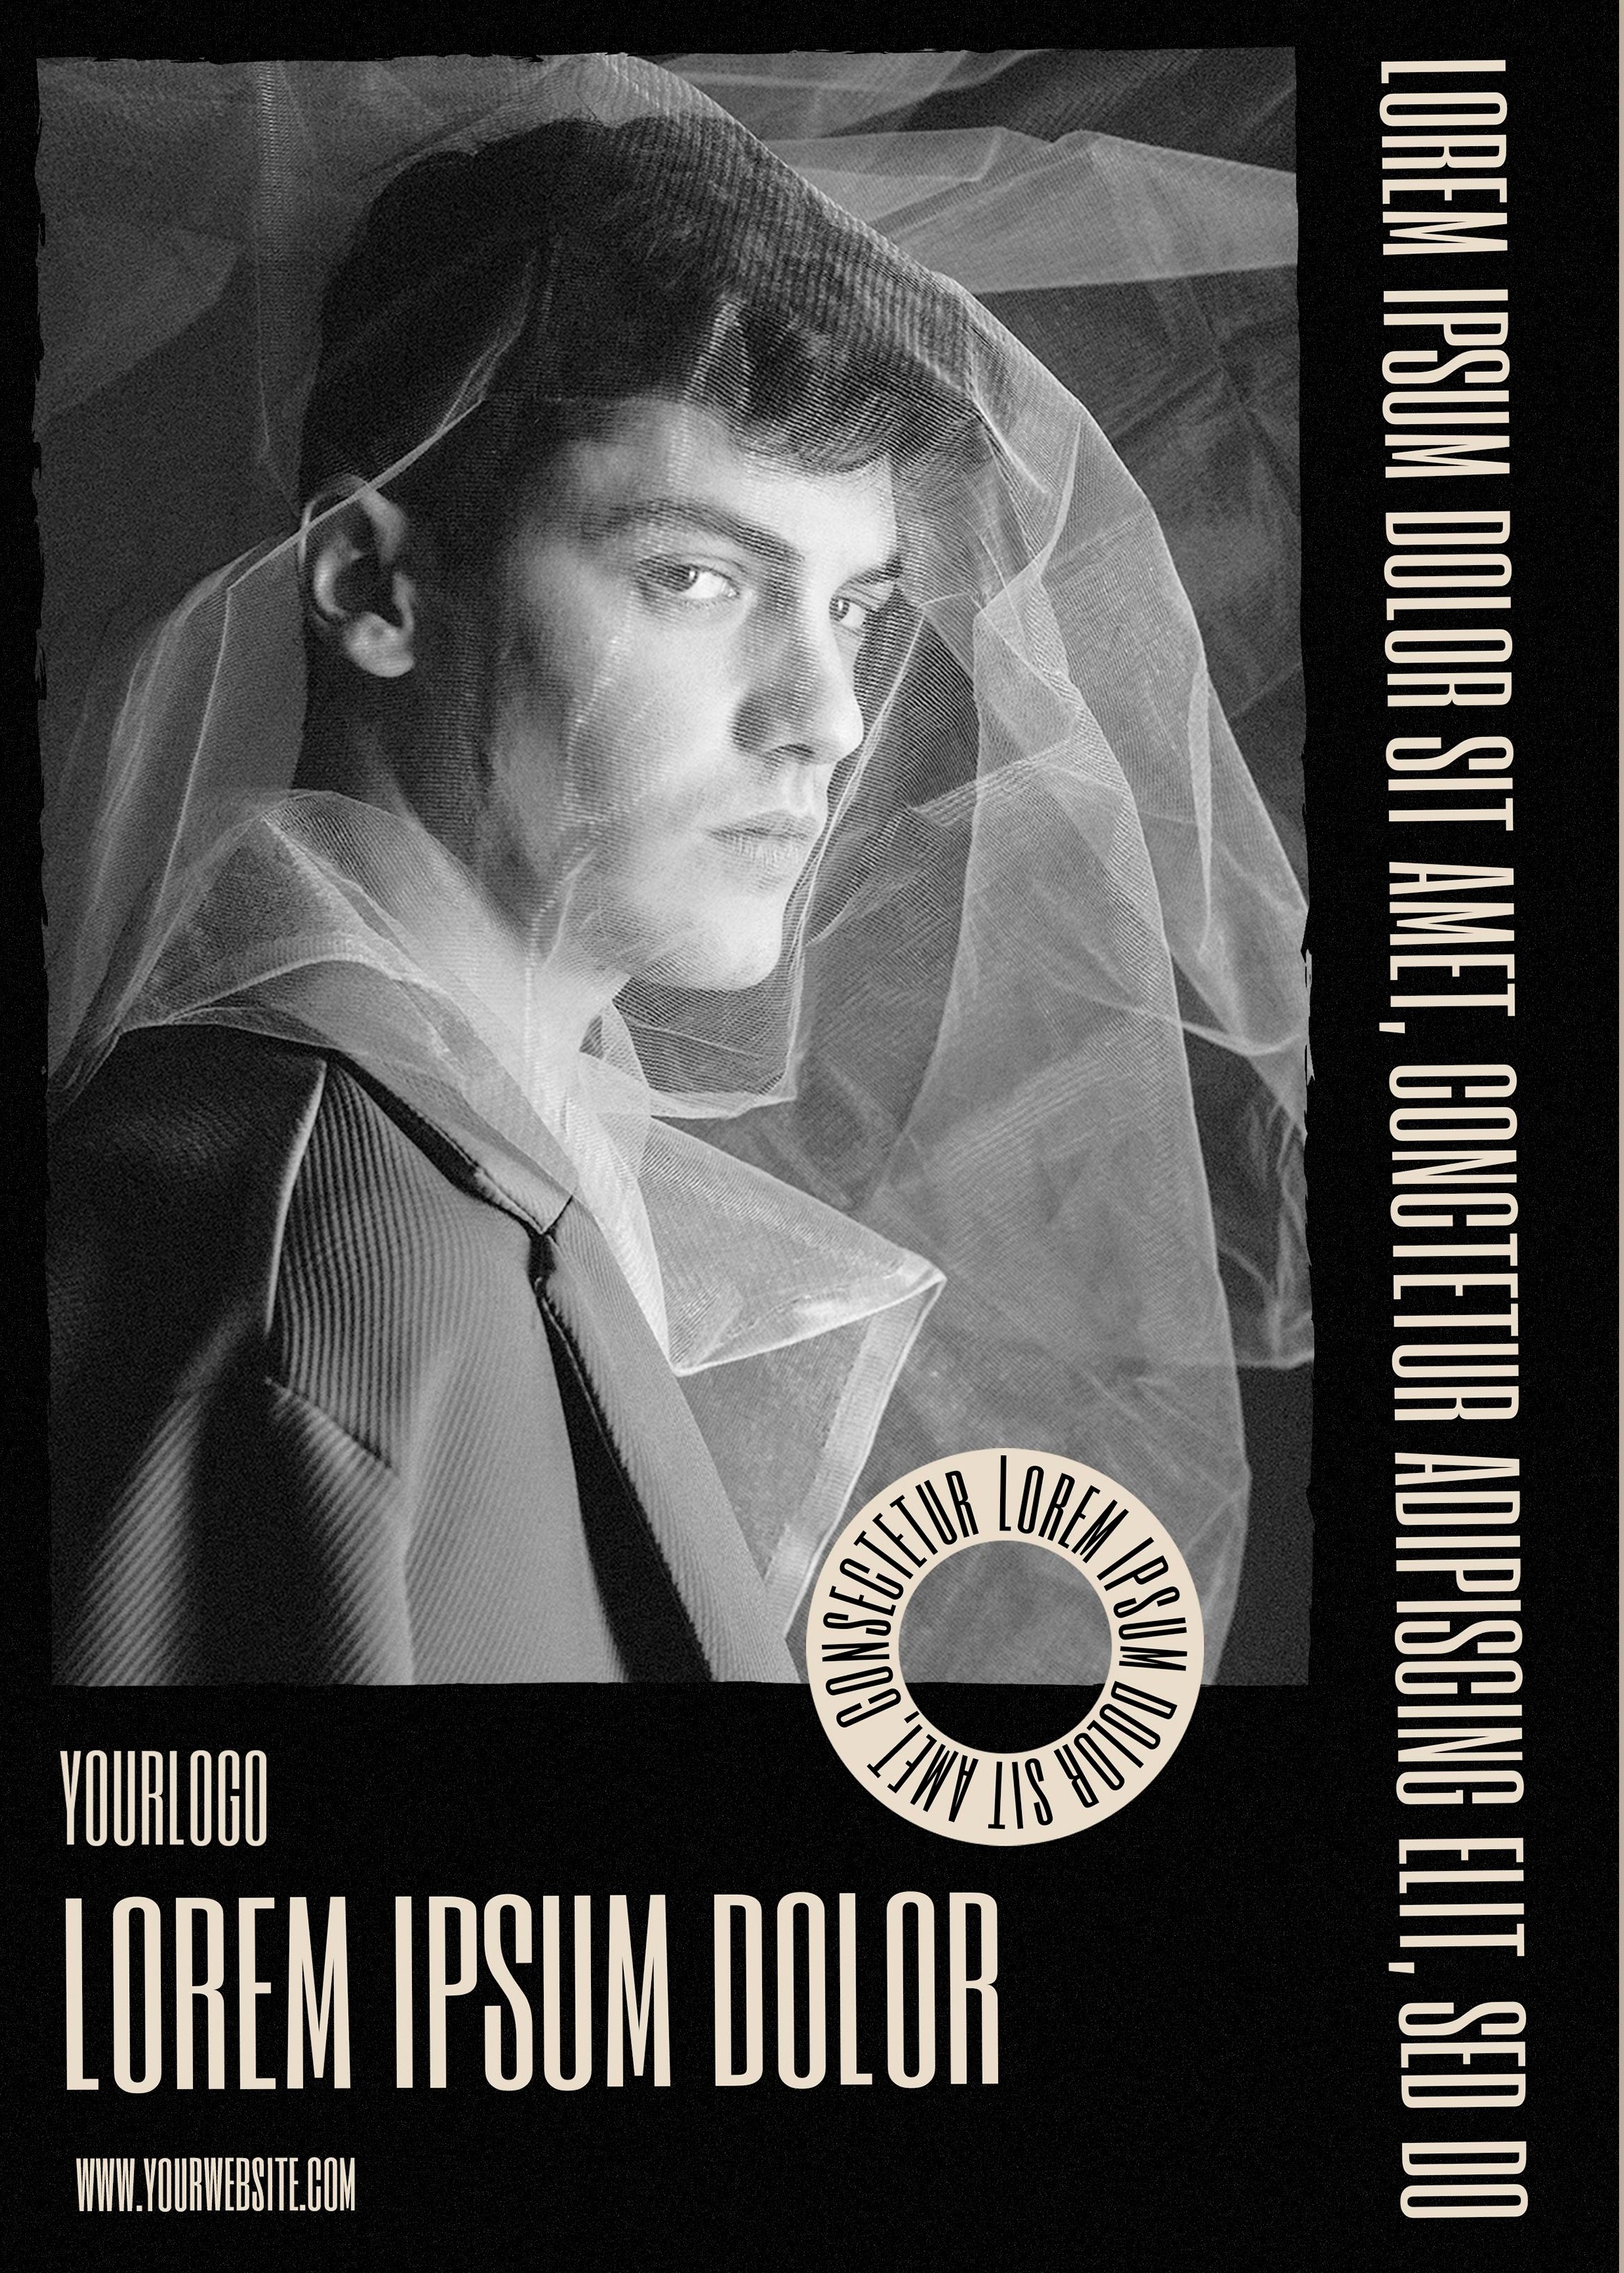 LOREM IPSUM DOLOR SIT AMET, CONCTETUR ADIPISCING ELIT, SED DO
LOREM IPSUM DOLOR SIT AMET, CONSECTETUR
YOURLOGO
LOREM IPSUM DOLOR
WWW.YOURWEBSITE.COM